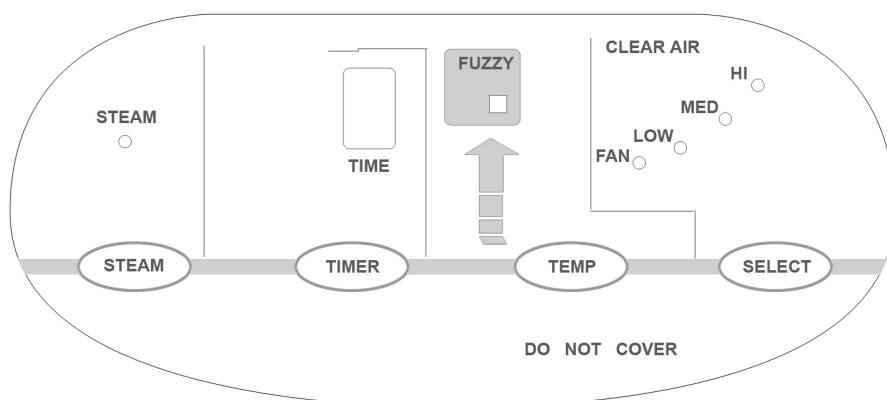 CLEAR AIR
FUZZY
HI
MED
STEAM
LOW
FAN
TIME
STEAM
TIMER
TEMP
SELECT
DO NOT COVER